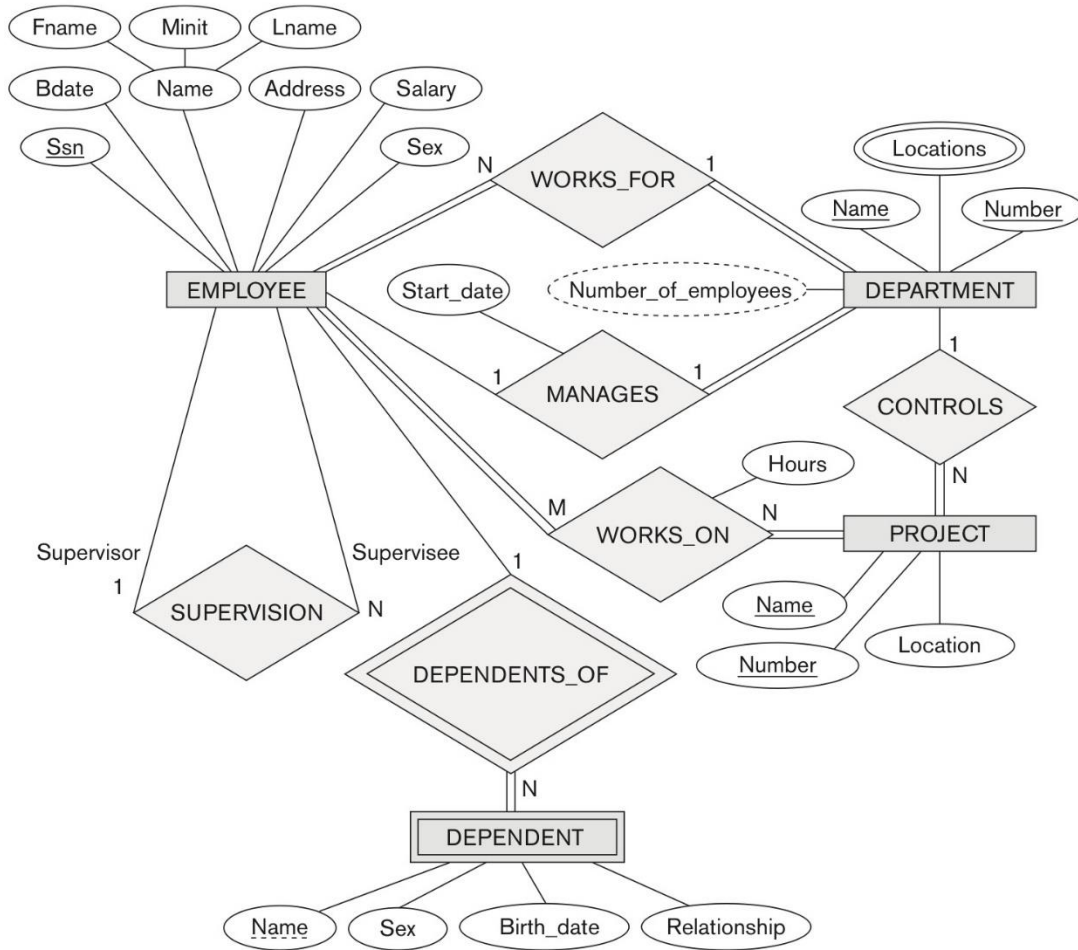 Fname
Minit
Lname
Bdate
Name
Address
Salary
Ssn
Sex
N
WORKS_FOR
1
Locations
Name
Number
EMPLOYEE
Start_date
Number_of_employees
DEPARTMENT
1
MANAGES
1
1
CONTROLS
N
Hours
M
WORKS_ON
N
PROJECT
Supervisor
1
Supervisee
N
SUPERVISION
1
Name
Number
Location
DEPENDENTS_OF
N
DEPENDENT
Name
Sex
Birth_date
Relationship